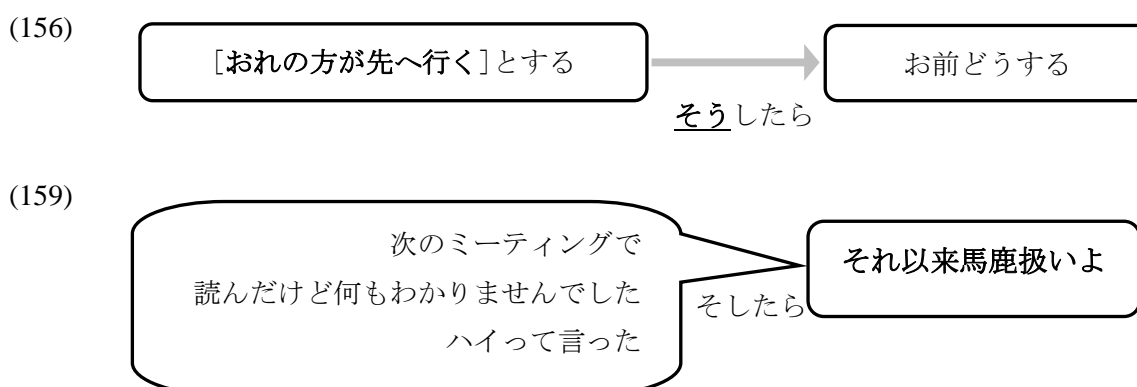 (156)
[おれの方が先へ行く]とする
お前どうする
そうしたら
(159)
次のミーティングで
読んだけど何もわかりませんでした
ハイって言った
そしたら
それ以来馬鹿扱いよ